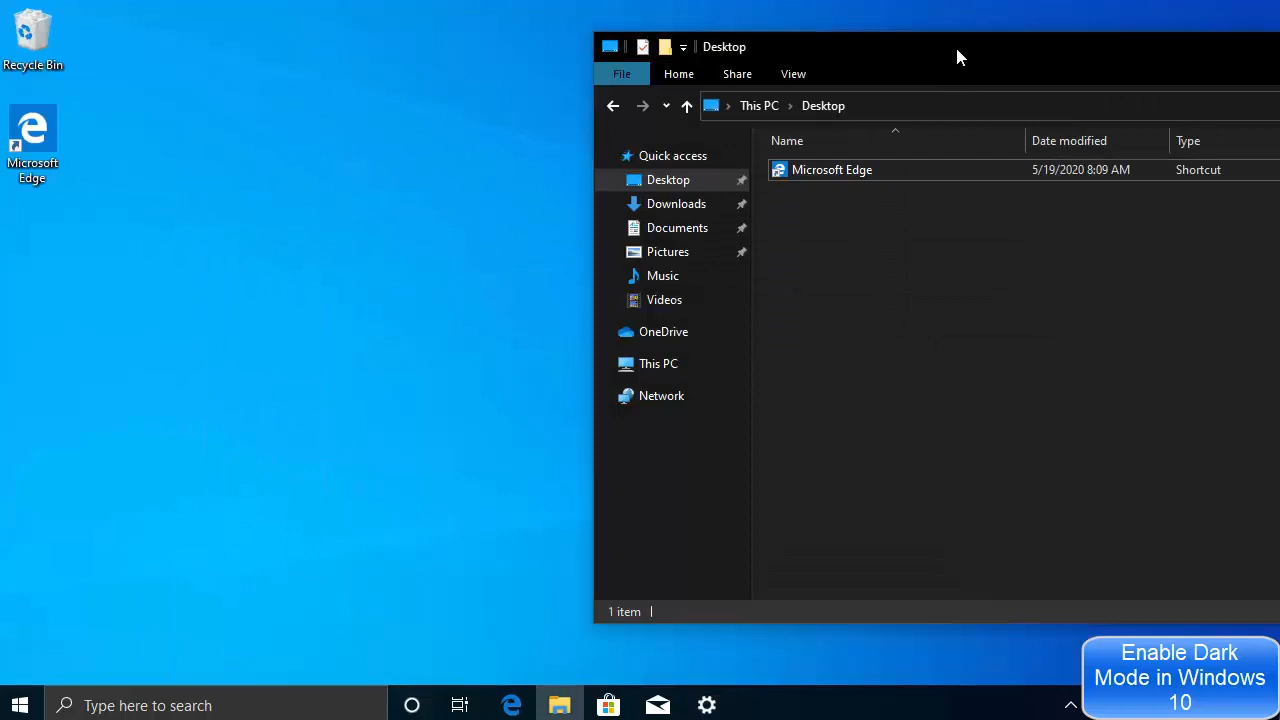 Recycle Bin
Microsoft
Edge
Desktop
File Home Share View
This PC Desktop
Name Date modified Type
Microsoft Edge 5/19/2020 8:09 AM Shortcut
Quick access
Desktop
Downloads
Documents
Pictures
Music
Videos
OneDrive
This PC
Network
1 item
Type here to search
Enable Dark
Mode in Windows
10